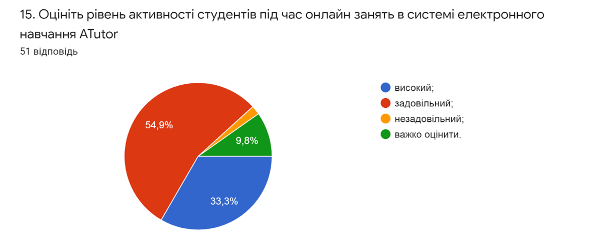 15. Оцініть рівень активності студентів під час онлайн занять в системі електронного
навчання ATutor
51 відповідь
високий;
задовільний;
незадовільний;
важко оцінити.
54,9%
9,8%
33,3%